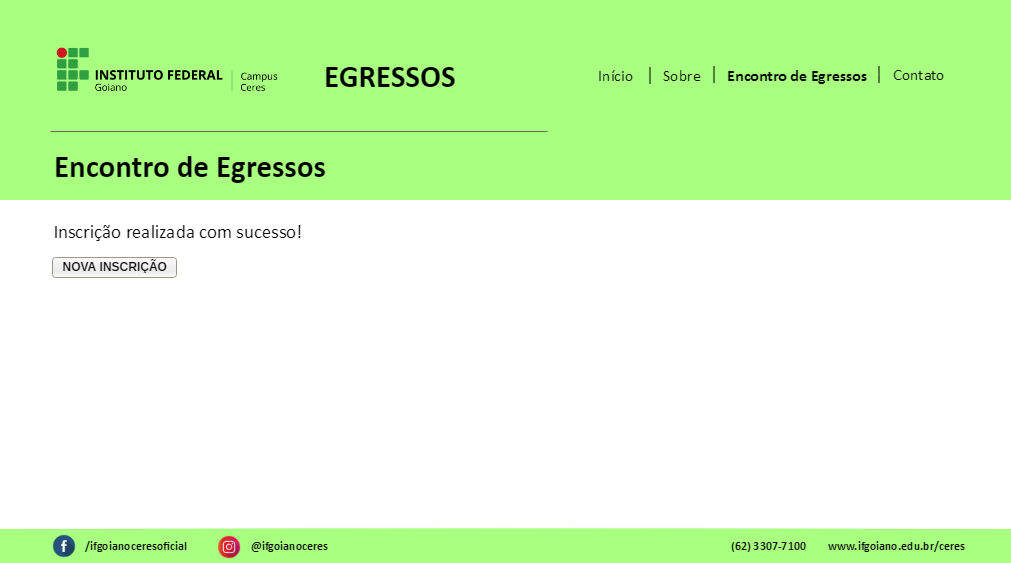 INSTITUTO FEDERAL
Goiano
Campus
Ceres
EGRESSOS
Início | Sobre | Encontro de Egressos | Contato
Encontro de Egressos
Inscrição realizada com sucesso!
NOVA INSCRIÇÃO
/ifgoianoceresoficial
@ifgoianoceres
(62) 3307-7100
www.ifgoiano.edu.br/ceres